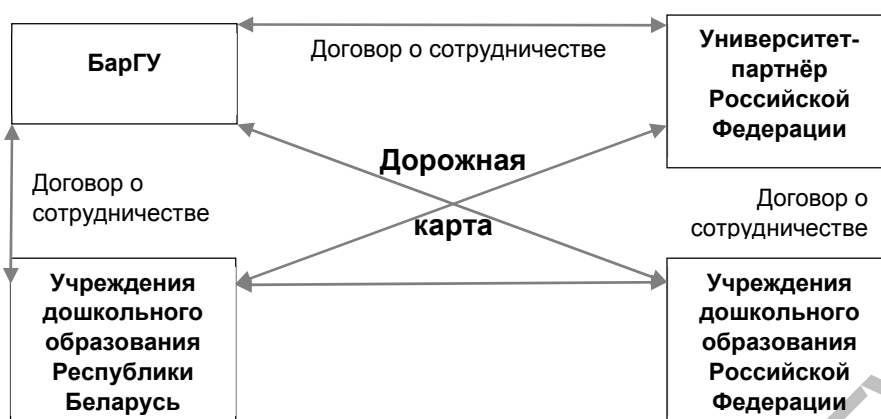 БарГУ
Договор о сотрудничестве
Университет-
партнёр
Российской
Федерации
Дорожная
карта
Договор о
сотрудничестве
Договор о
сотрудничестве
Учреждения
дошкольного
образования
Республики
Беларусь
Учреждения
дошкольного
образования
Российской
Федерации